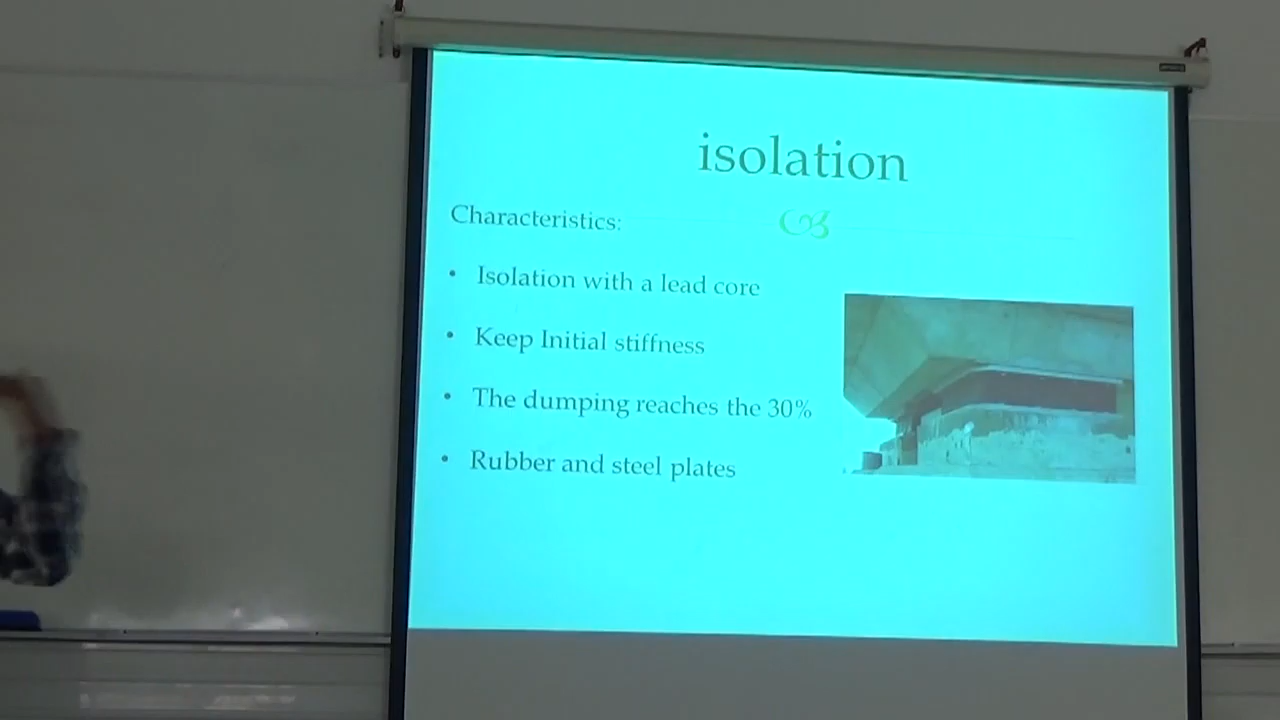 isolation
Characteristics:
• Isolation with a lead core
• Keep Initial stiffness
• The dumping reaches the 30%
• Rubber and steel plates